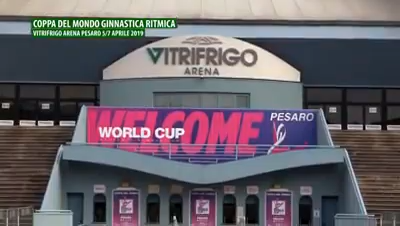 COPPA DEL MONDO GINNASTICA RITMICA
VITRIFRIGO ARENA PESARO 5/7 APRILE 2019
VITRIFRIGO
ARENA
WELCOME
WORLD CUP
PESARO